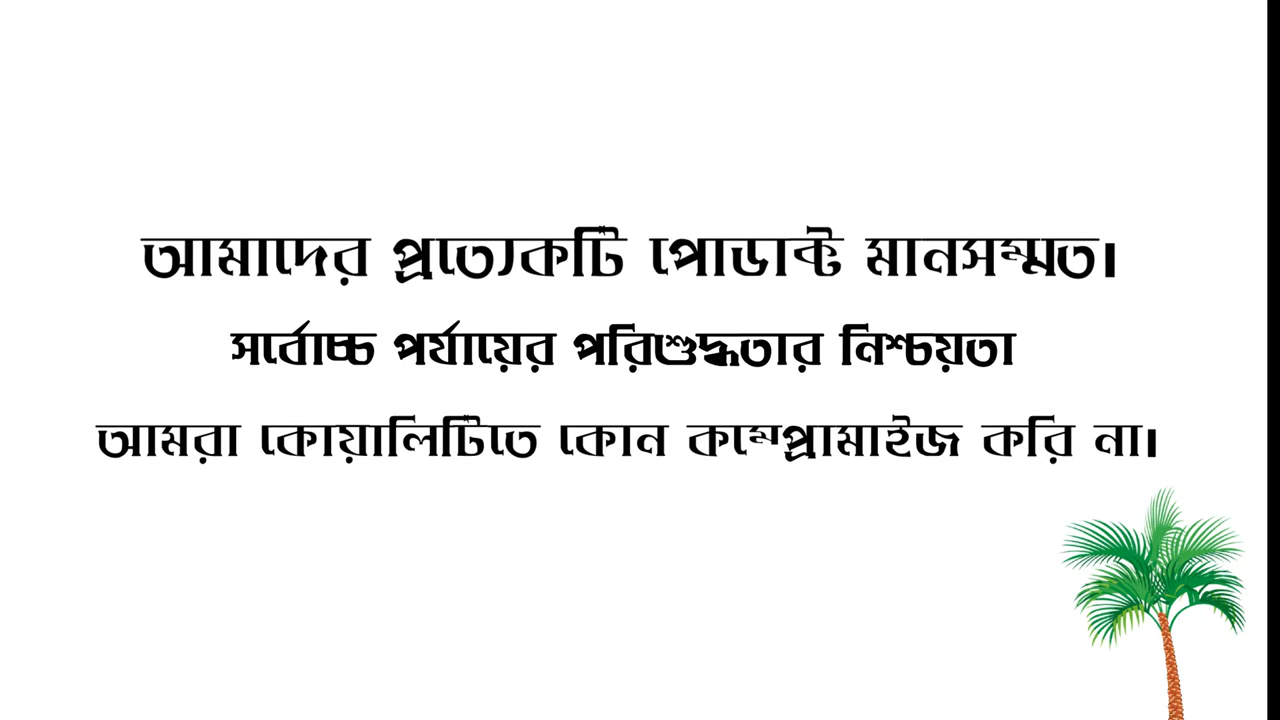 আমাদের প্রত্যেকটি পোডাক্ট মানসম্মত।
সর্বোচ্চ পর্যায়ের পরিশুদ্ধতার নিশ্চয়তা
আমরা কোয়ালিটিতে কোন কম্প্রোমাইজ করি না।